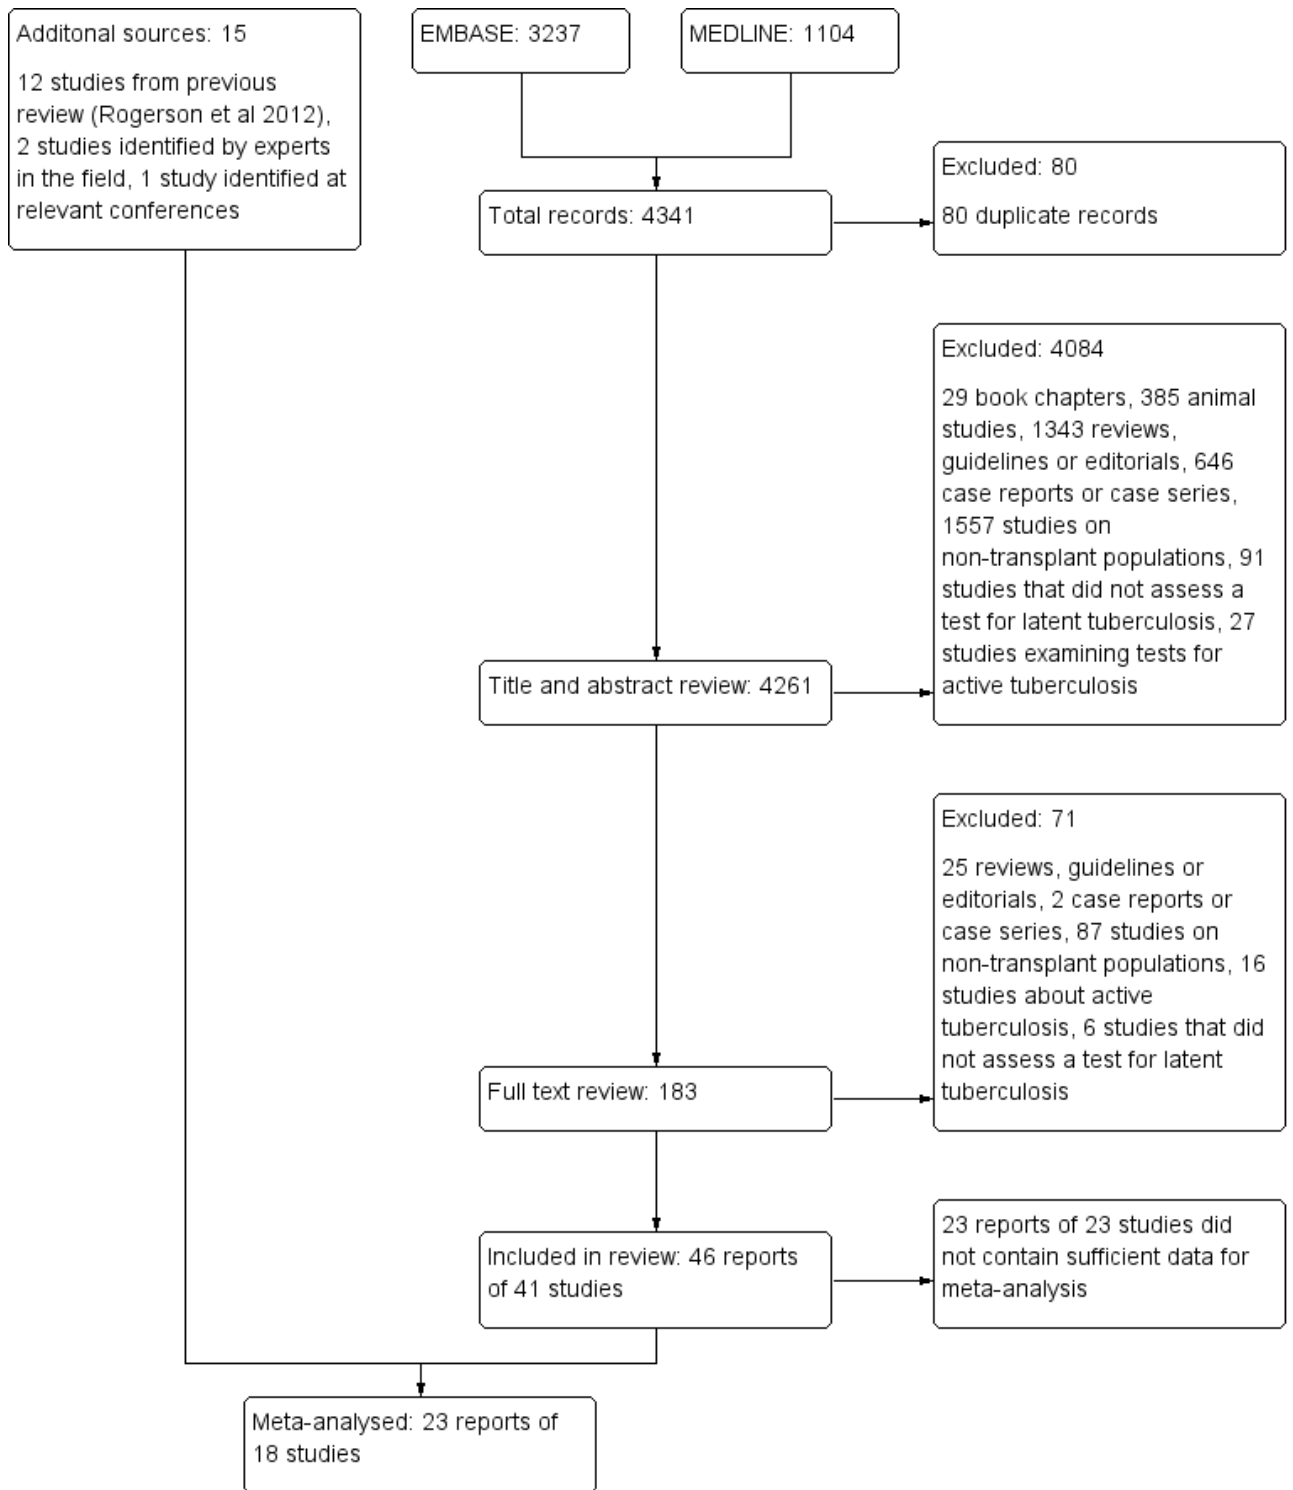 Additonal sources: 15
12 studies from previous
review (Rogerson et al 2012),
2 studies identified by experts
in the field, 1 study identified at
relevant conferences
EMBASE: 3237
MEDLINE: 1104
Total records: 4341
Excluded: 80
80 duplicate records
Excluded: 4084
29 book chapters, 385 animal
studies, 1343 reviews,
guidelines or editorials, 646
case reports or case series,
1557 studies on
non-transplant populations, 91
studies that did not assess a
test for latent tuberculosis, 27
studies examining tests for
active tuberculosis
Title and abstract review: 4261
Excluded: 71
25 reviews, guidelines or
editorials, 2 case reports or
case series, 87 studies on
non-transplant populations, 16
studies about active
tuberculosis, 6 studies that did
not assess a test for latent
tuberculosis
Full text review: 183
Included in review: 46 reports
of 41 studies
23 reports of 23 studies did
not contain sufficient data for
meta-analysis
Meta-analysed: 23 reports of
18 studies